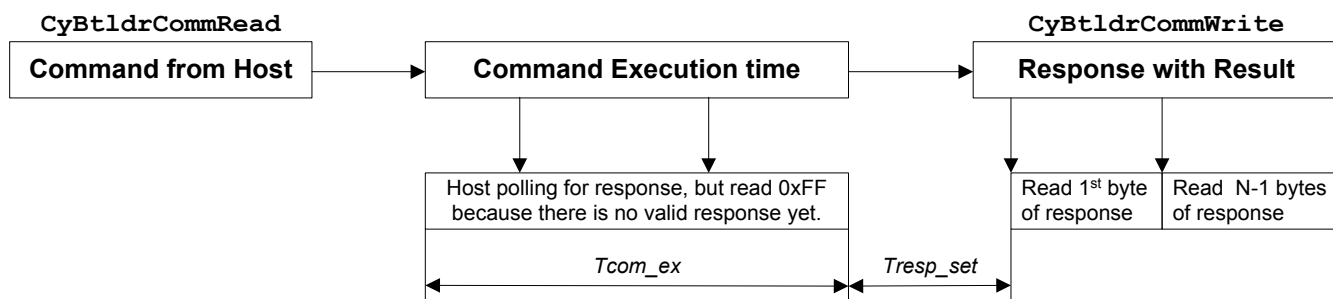 CyBtldrCommRead
CyBtldrCommWrite
Command from Host
Command Execution time
Response with Result
Host polling for response, but read 0xFF
because there is no valid response yet.
Read 1st byte
of response
Read N-1 bytes
of response
Tcom_ex
Tresp_set